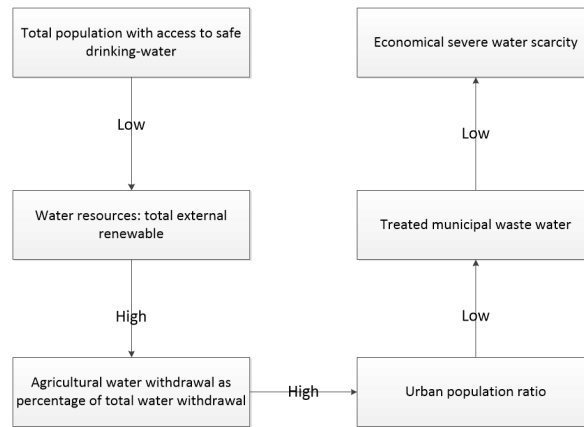 Total population with access to safe
drinking-water
Low
Water resources: total external
renewable
High
Agricultural water withdrawal as
percentage of total water withdrawal
High
Urban population ratio
Low
Treated municipal waste water
Low
Economical severe water scarcity